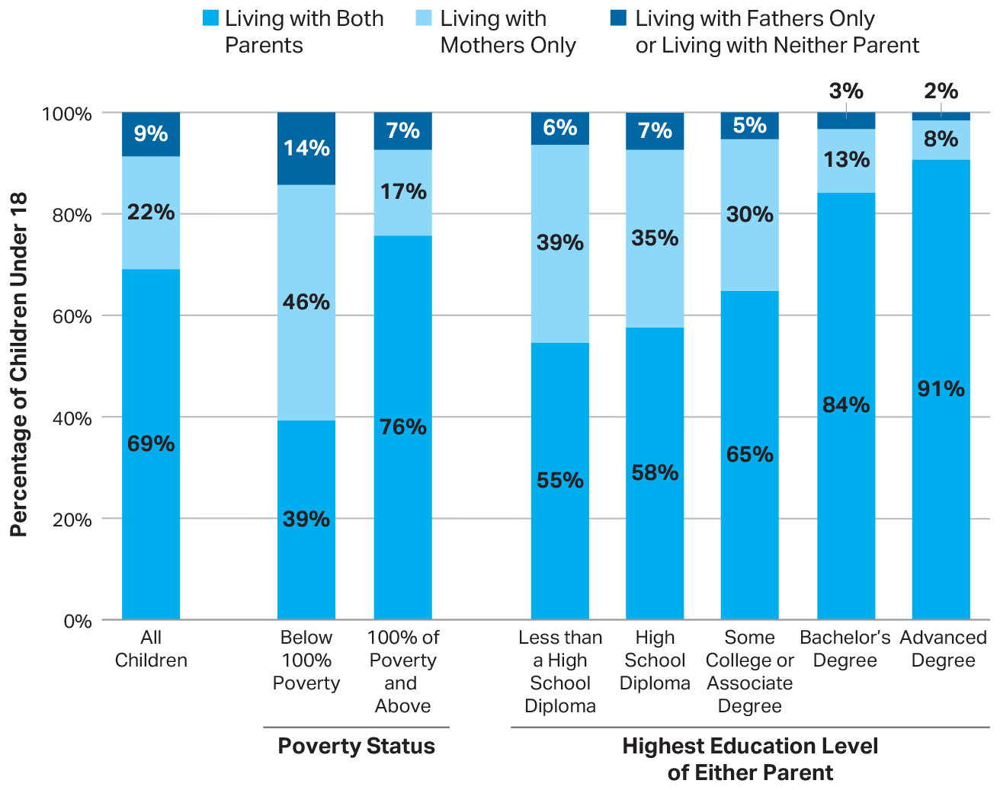 Living with Both
Parents
Living with
Mothers Only
Living with Fathers Only
or Living with Neither Parent
Percentage of Children Under 18
100%
80%
60%
40%
20%
0%
9%
22%
69%
14%
46%
39%
7%
17%
76%
6%
39%
55%
7%
35%
58%
5%
30%
65%
3%
13%
84%
2%
8%
91%
All
Children
Below
100%
Poverty
100% of
Poverty
and
Above
Less than
a High
School
Diploma
High
School
Diploma
Some
College or
Associate
Degree
Bachelor’s
Degree
Advanced
Degree
Poverty Status
Highest Education Level
of Either Parent